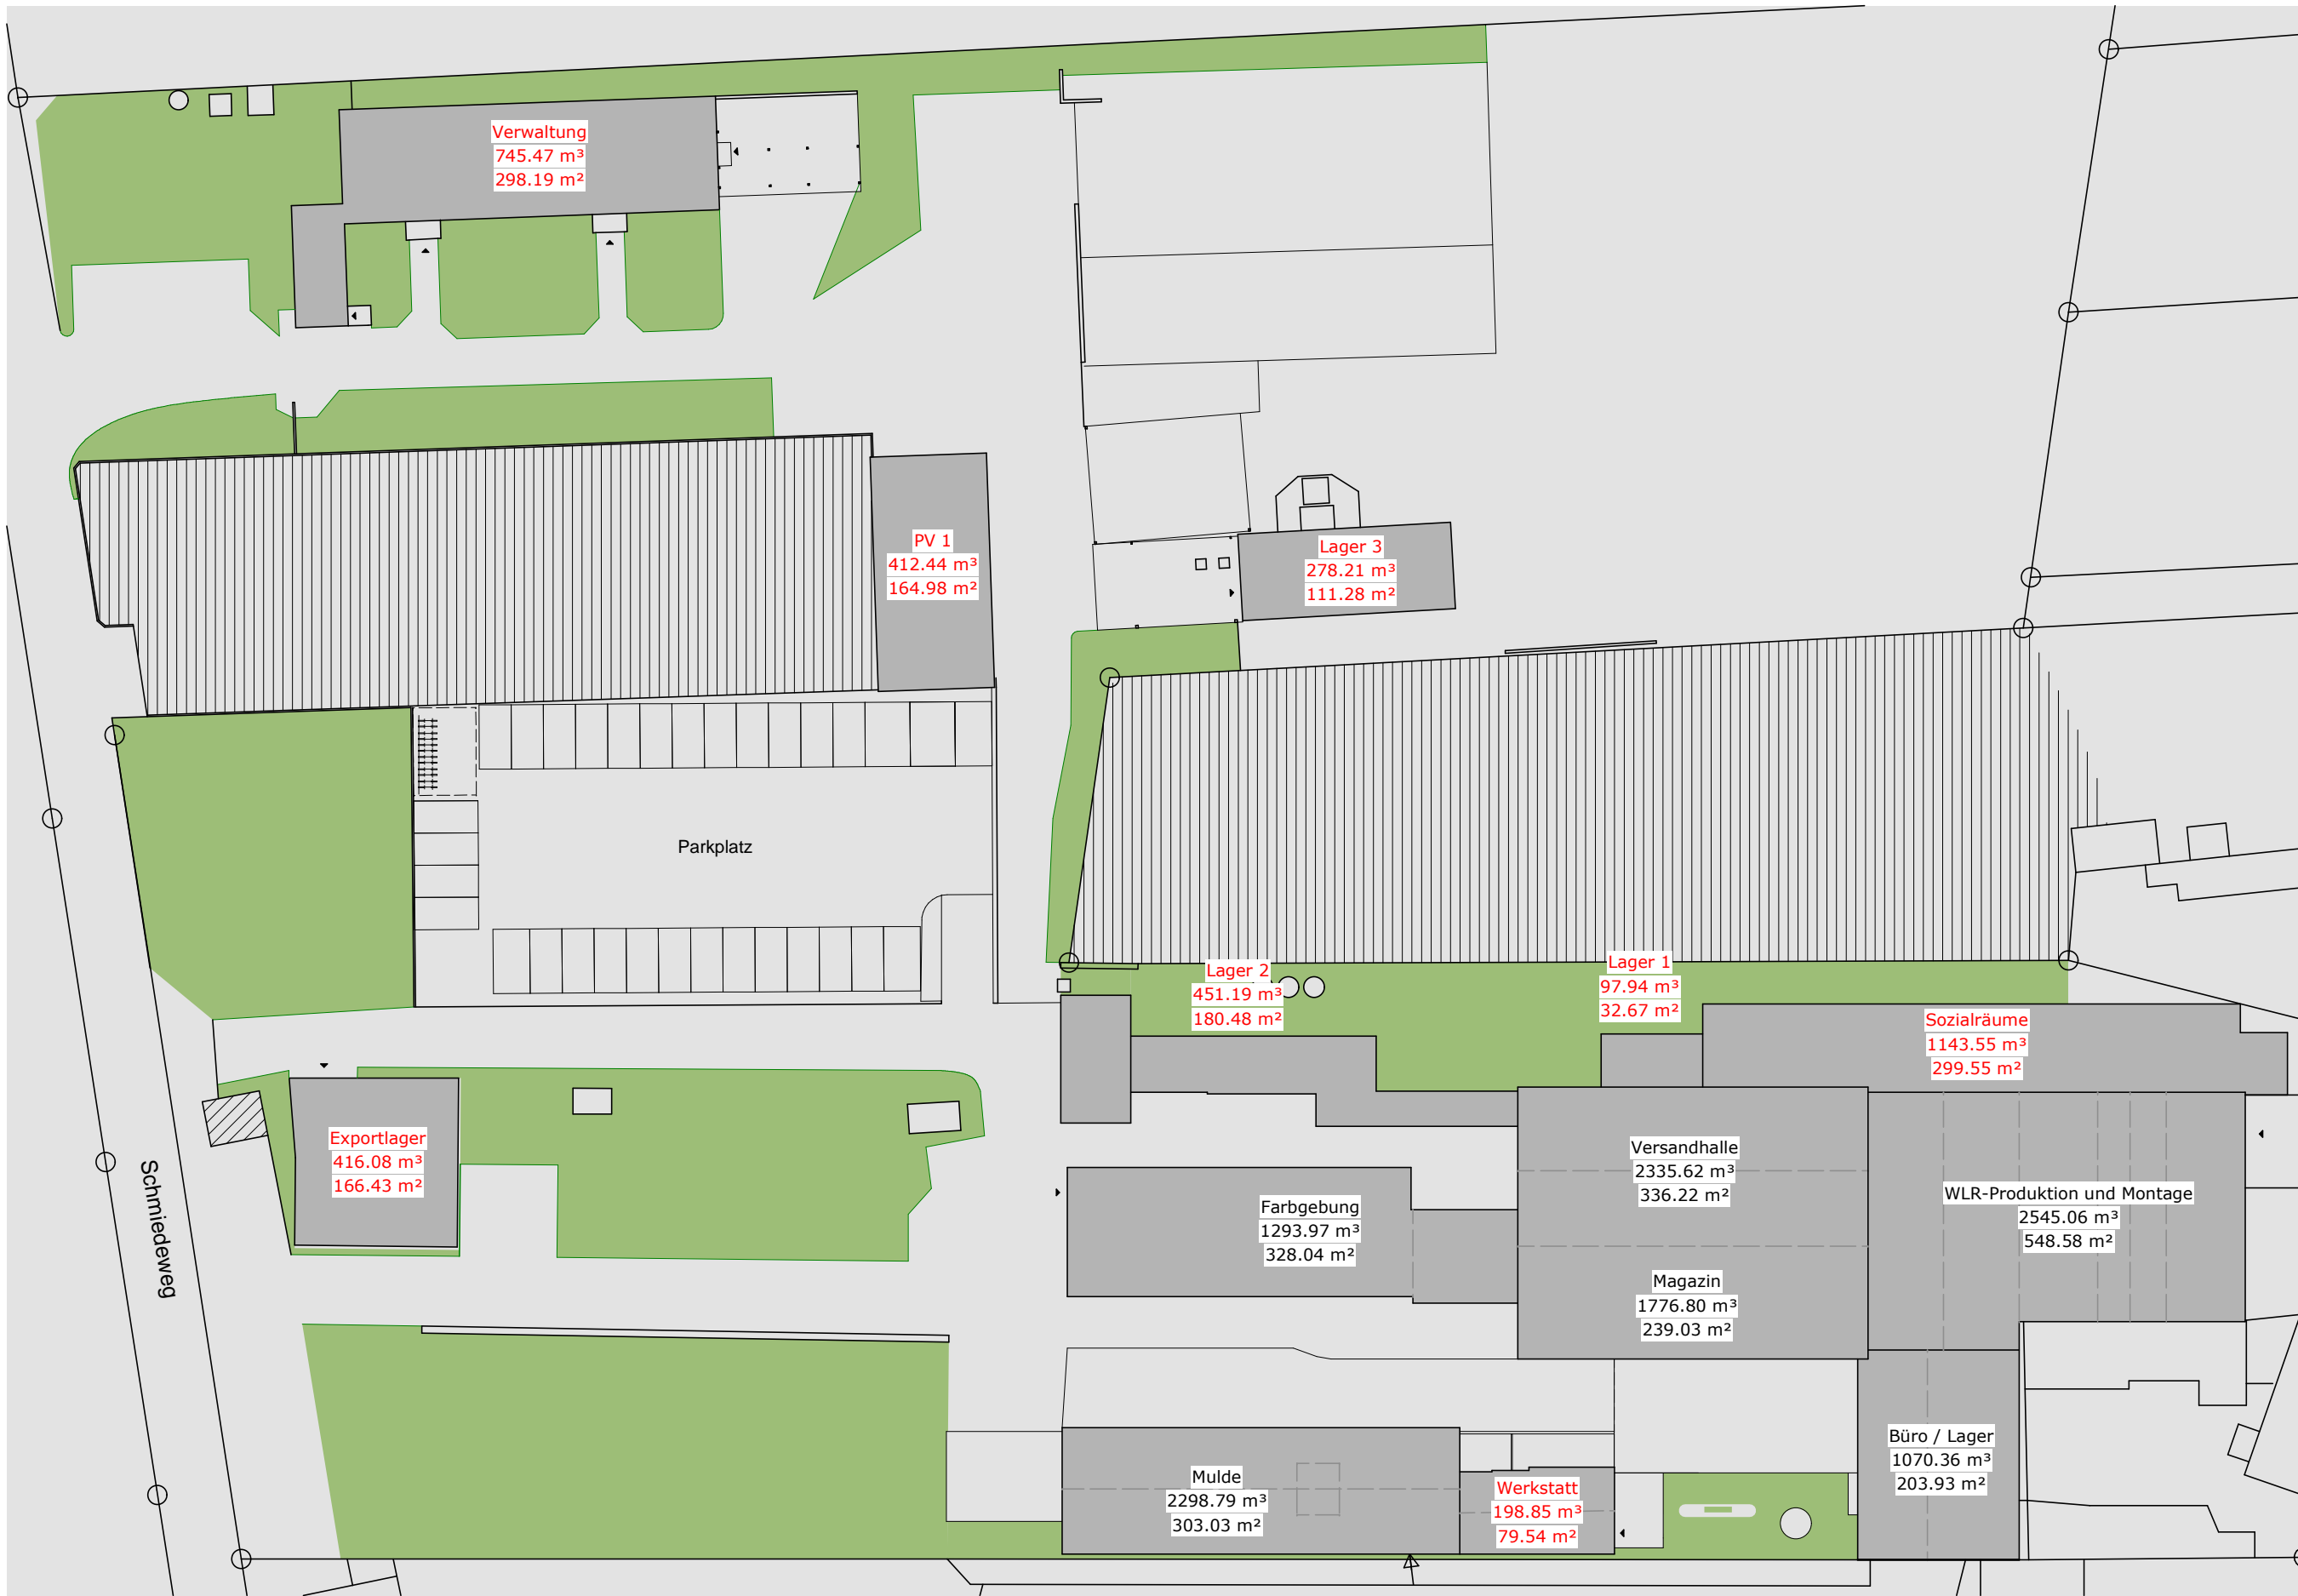 Verwaltung
745.47 m³
298.19 m²
PV 1
412.44 m³
164.98 m²
Lager 3
278.21 m³
111.28 m²
Parkplatz
Lager 2
451.19 m³
180.48 m²
Lager 1
97.94 m³
32.67 m²
Sozialräume
1143.55 m³
299.55 m²
Exportlager
416.08 m³
166.43 m²
Schmiedeweg
Farbgebung
1293.97 m³
328.04 m²
Versandhalle
2335.62 m³
336.22 m²
WLR-Produktion und Montage
2545.06 m³
548.58 m²
Magazin
1776.80 m³
239.03 m²
Mulde
2298.79 m³
303.03 m²
Werkstatt
198.85 m³
79.54 m²
Büro / Lager
1070.36 m³
203.93 m²